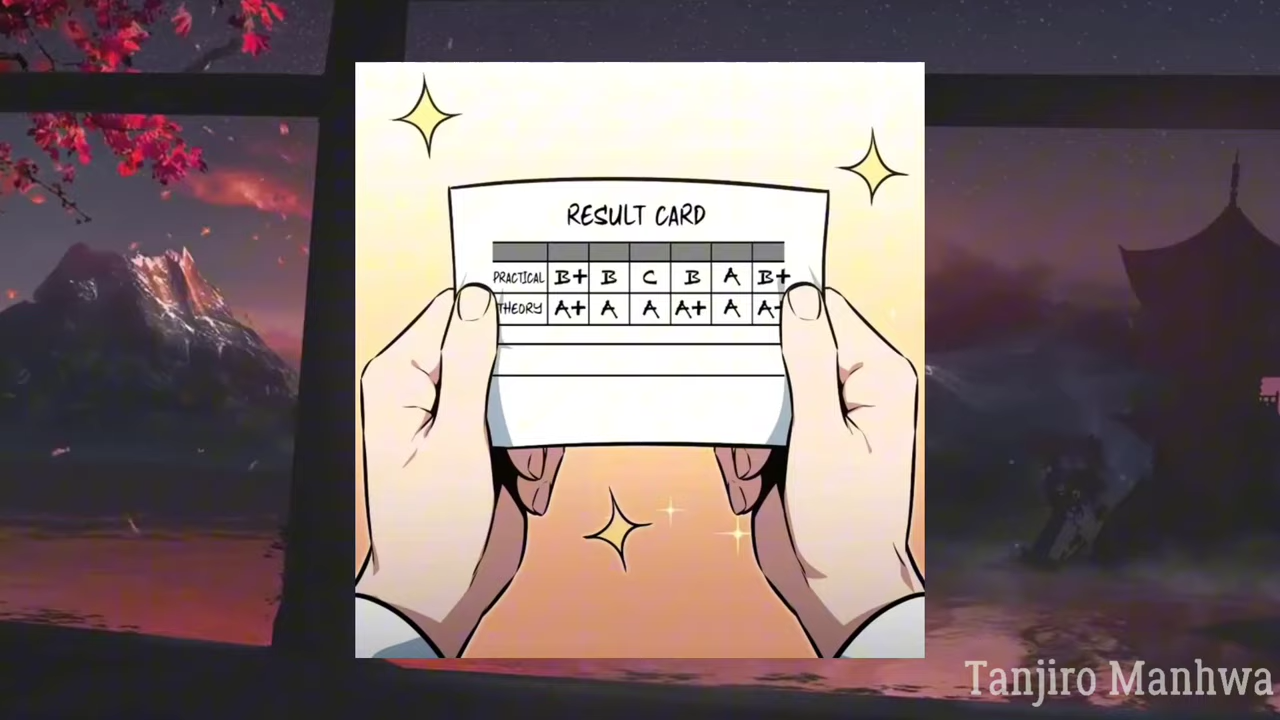 RESULT CARD
PRACTICAL B+ B C B A B+
THEORY A+ A A A+ A A+
Tanjiro Manhwa